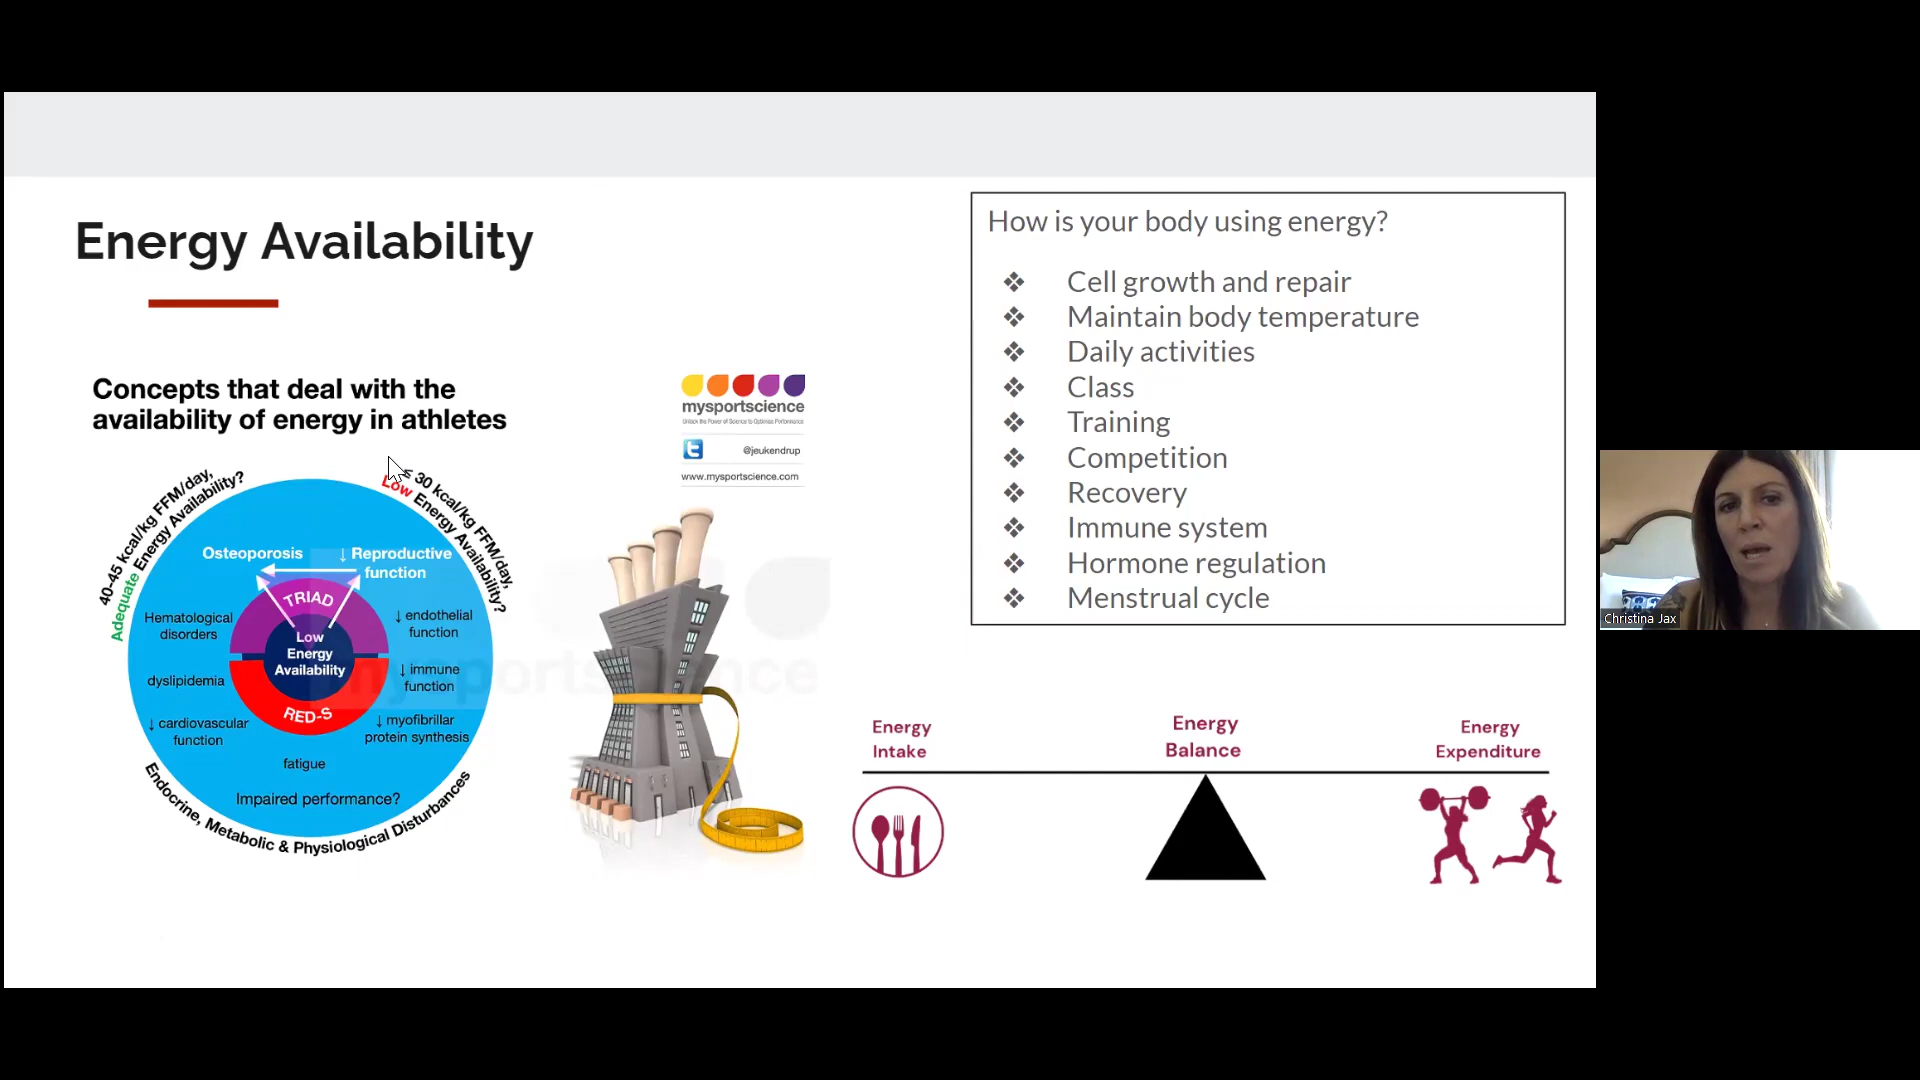 Energy Availability
Concepts that deal with the
availability of energy in athletes
mysportscience
Unlock the Power of Science to Optimize Performance
@jeukendrup
www.mysportscience.com
40-45 kcal/kg FFM/day,
Adequate Energy Availability?
≤ 30 kcal/kg FFM/day,
Low Energy Availability?
Osteoporosis
↓ Reproductive
function
TRIAD
Low
Energy
Availability
RED-S
Hematological
disorders
dyslipidemia
↓ cardiovascular
function
fatigue
Impaired performance?
↓ endothelial
function
↓ immune
function
↓ myofibrillar
protein synthesis
Endocrine, Metabolic & Physiological Disturbances
mysportscience
How is your body using energy?
❖ Cell growth and repair
❖ Maintain body temperature
❖ Daily activities
❖ Class
❖ Training
❖ Competition
❖ Recovery
❖ Immune system
❖ Hormone regulation
❖ Menstrual cycle
Energy
Intake
Energy
Balance
Energy
Expenditure
Christina Jax